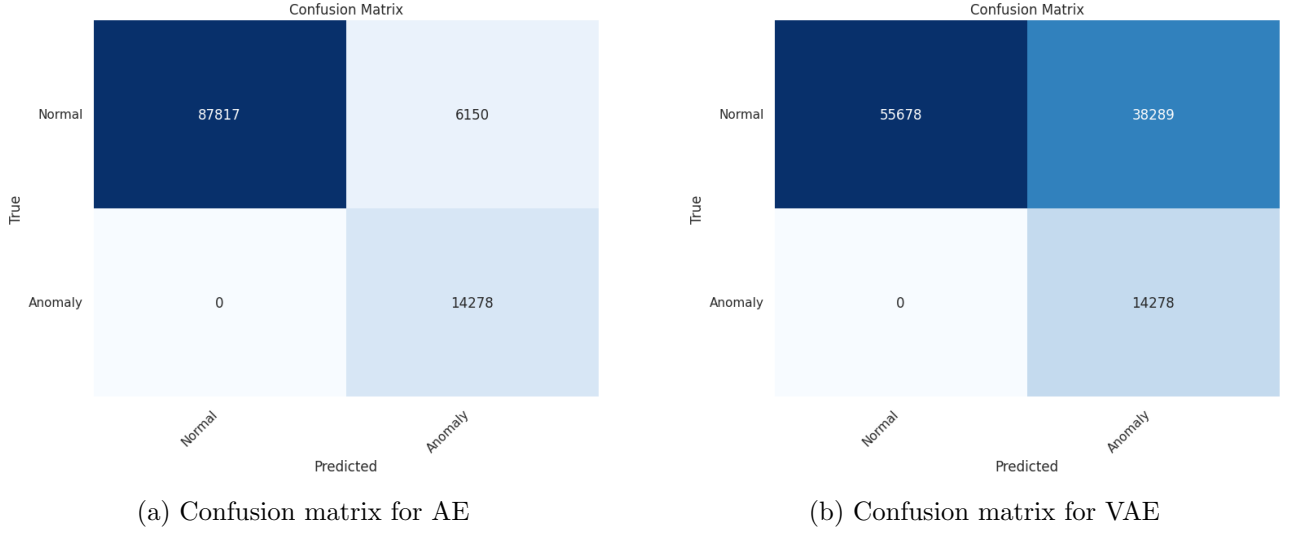 Confusion Matrix
True
Normal
87817
6150
Anomaly
0
14278
Normal
Anomaly
Predicted
(a) Confusion matrix for AE
Confusion Matrix
True
Normal
55678
38289
Anomaly
0
14278
Normal
Anomaly
Predicted
(b) Confusion matrix for VAE